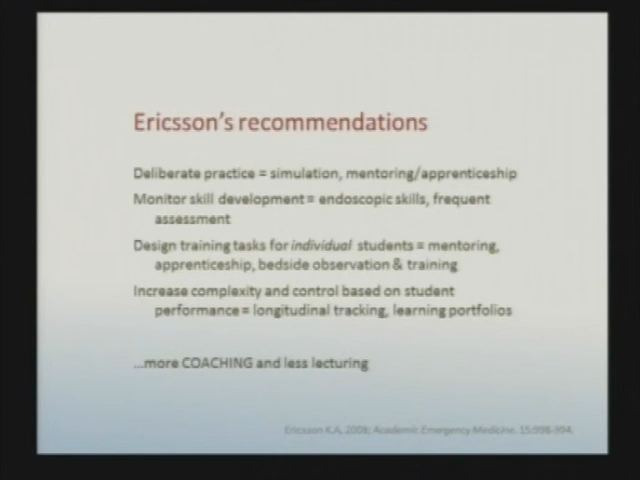 Ericsson's recommendations
Deliberate practice = simulation, mentoring/apprenticeship
Monitor skill development = endoscopic skills, frequent
assessment
Design training tasks for individual students = mentoring,
apprenticeship, bedside observation & training
Increase complexity and control based on student
performance = longitudinal tracking, learning portfolios
...more COACHING and less lecturing
Ericsson K.A, 2008; Academic Emergency Medicine. 15:988-994.